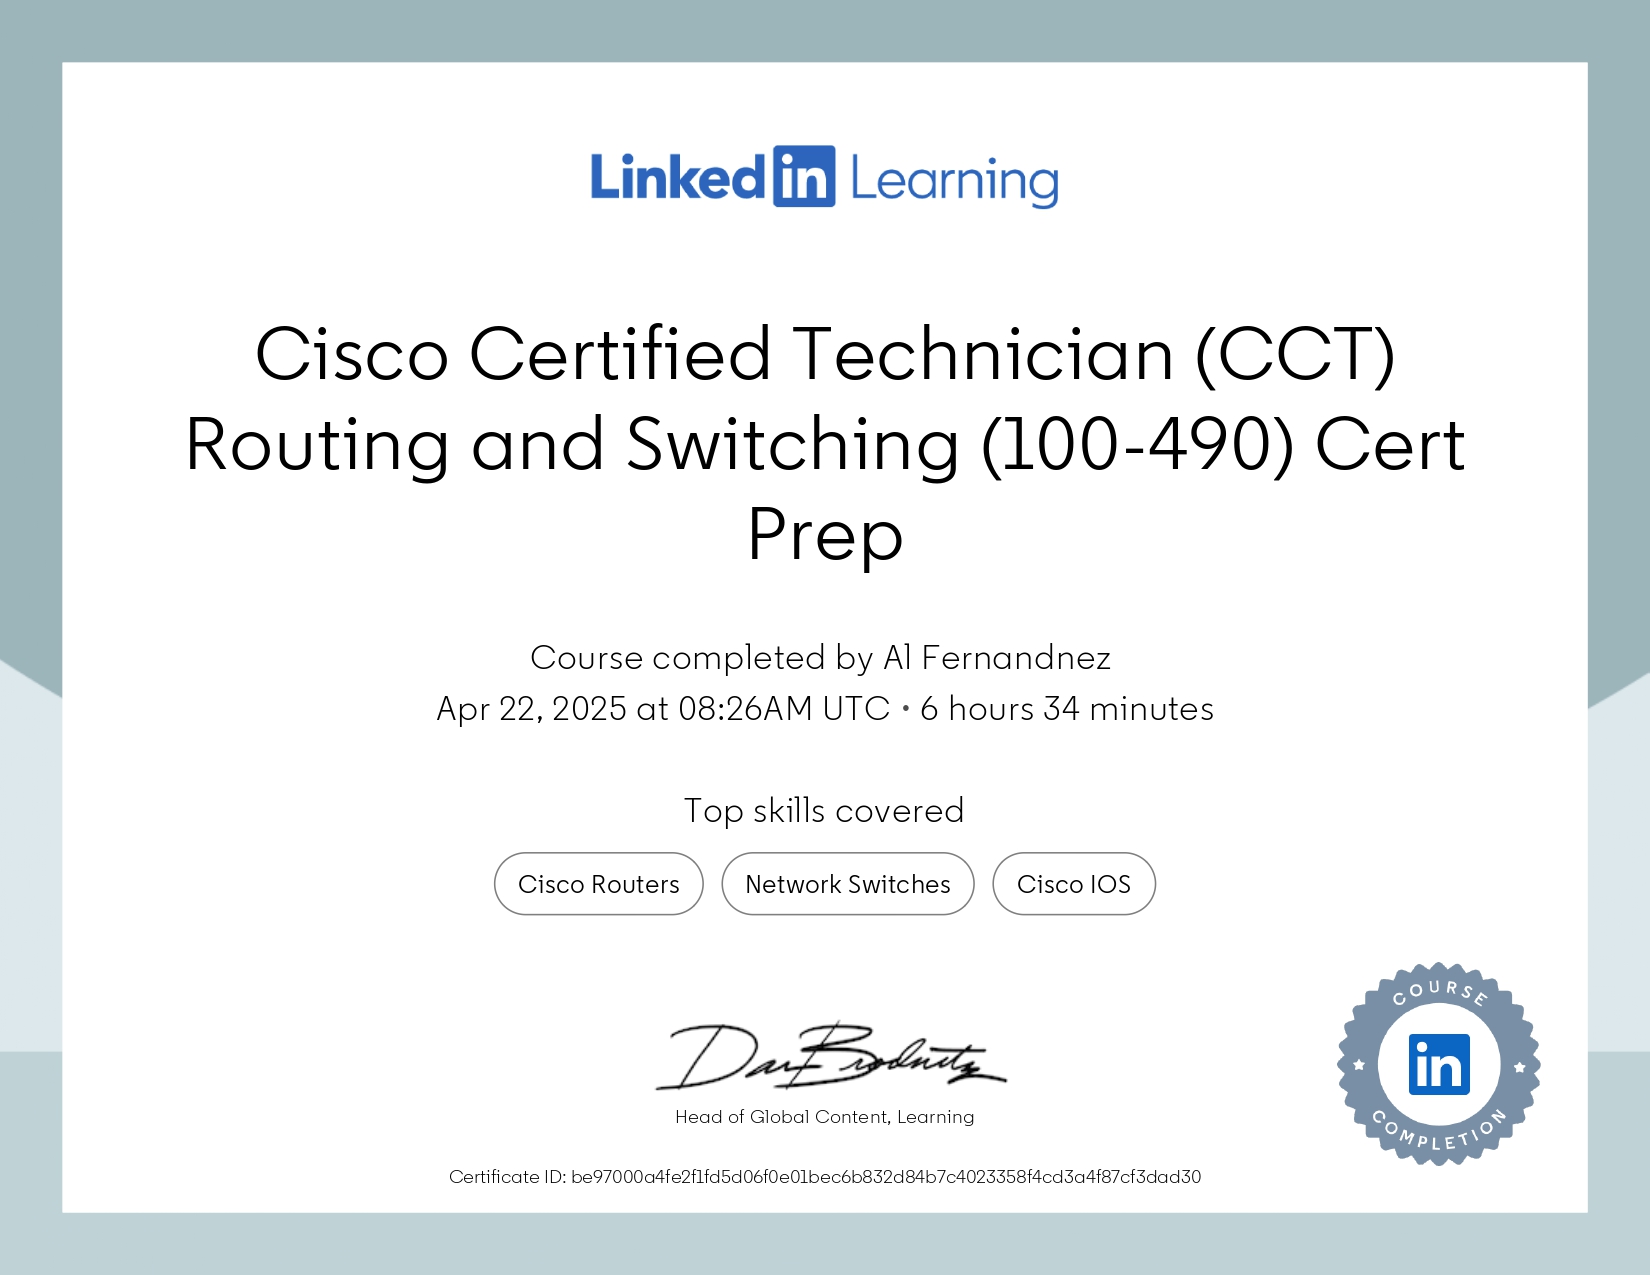 Linked in Learning
Cisco Certified Technician (CCT)
Routing and Switching (100-490) Cert
Prep
Course completed by Al Fernandnez
Apr 22, 2025 at 08:26AM UTC • 6 hours 34 minutes
Top skills covered
Cisco Routers Network Switches Cisco IOS
Dan Brodnitz
Head of Global Content, Learning
Certificate ID: be97000a4fe2f1fd5d06f0e01bec6b832d84b7c4023358f4cd3a4f87cf3dad30
COURSE
in
COMPLETION